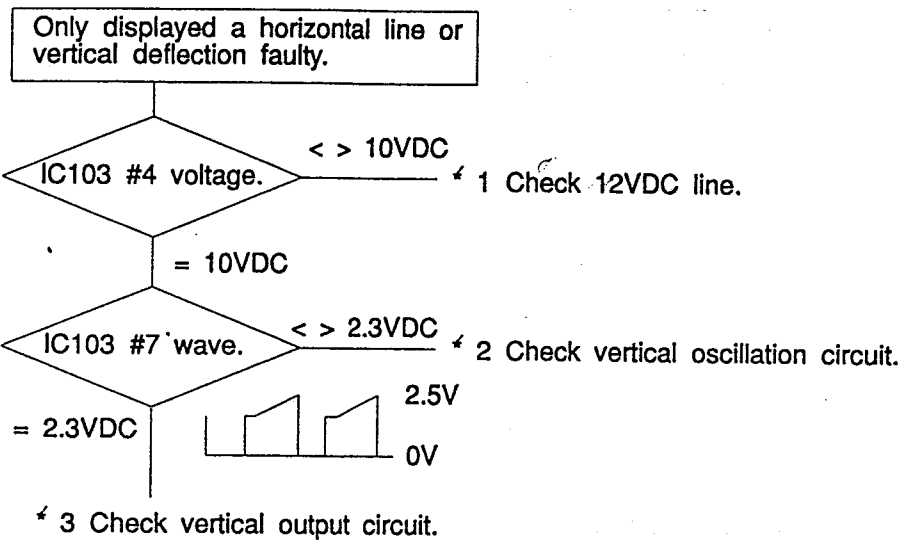 Only displayed a horizontal line or
vertical deflection faulty.
< > 10VDC
IC103 #4 voltage.
* 1 Check 12VDC line.
= 10VDC
< > 2.3VDC
IC103 #7 wave.
* 2 Check vertical oscillation circuit.
2.5V
= 2.3VDC
0V
* 3 Check vertical output circuit.